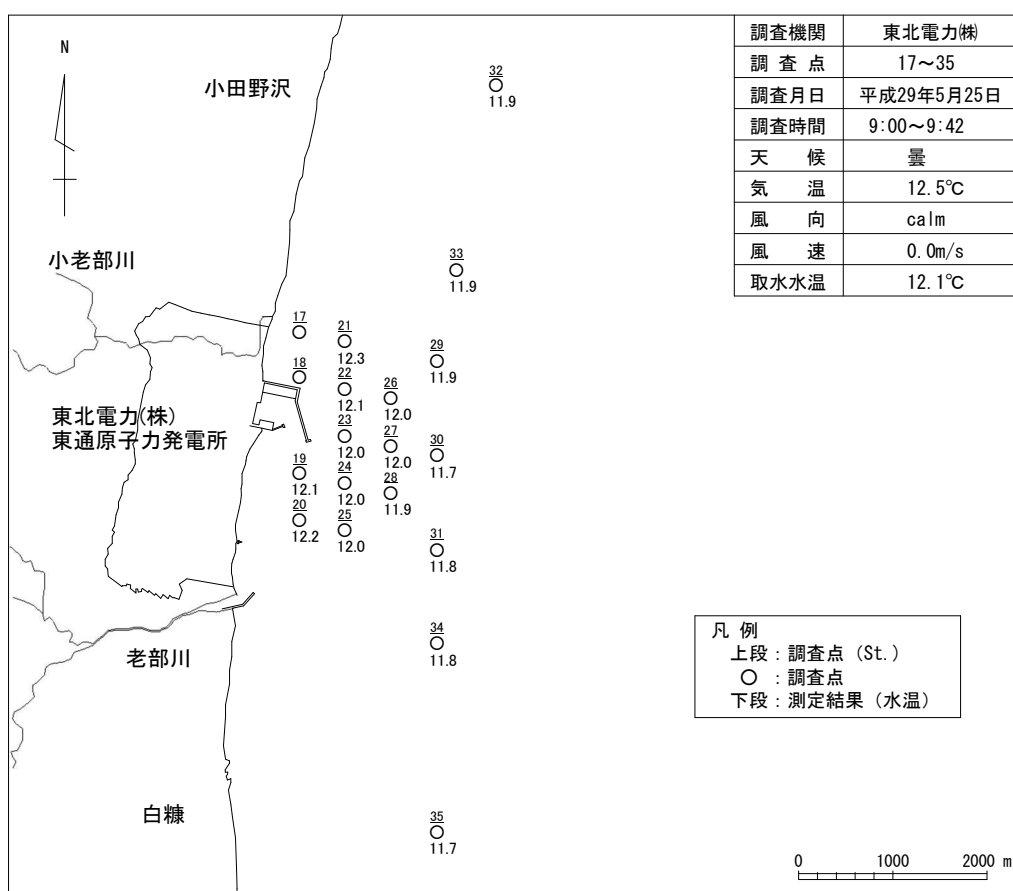 調査機関 東北電力㈱
調査点 17～35
調査月日 平成29年5月25日
調査時間 9:00～9:42
天候 曇
気温 12.5℃
風向 calm
風速 0.0m/s
取水水温 12.1℃
N
小田野沢
32
11.9
小老部川
33
11.9
17
21
12.3
29
11.9
18
22
12.1
26
12.0
東北電力(株)
東通原子力発電所
23
12.0
27
12.0
30
11.7
19
12.1
24
12.0
28
11.9
20
12.2
25
12.0
31
11.8
老部川
34
11.8
凡 例
上段：調査点（St.）
○ ：調査点
下段：測定結果（水温）
白糠
35
11.7
0 1000 2000 m